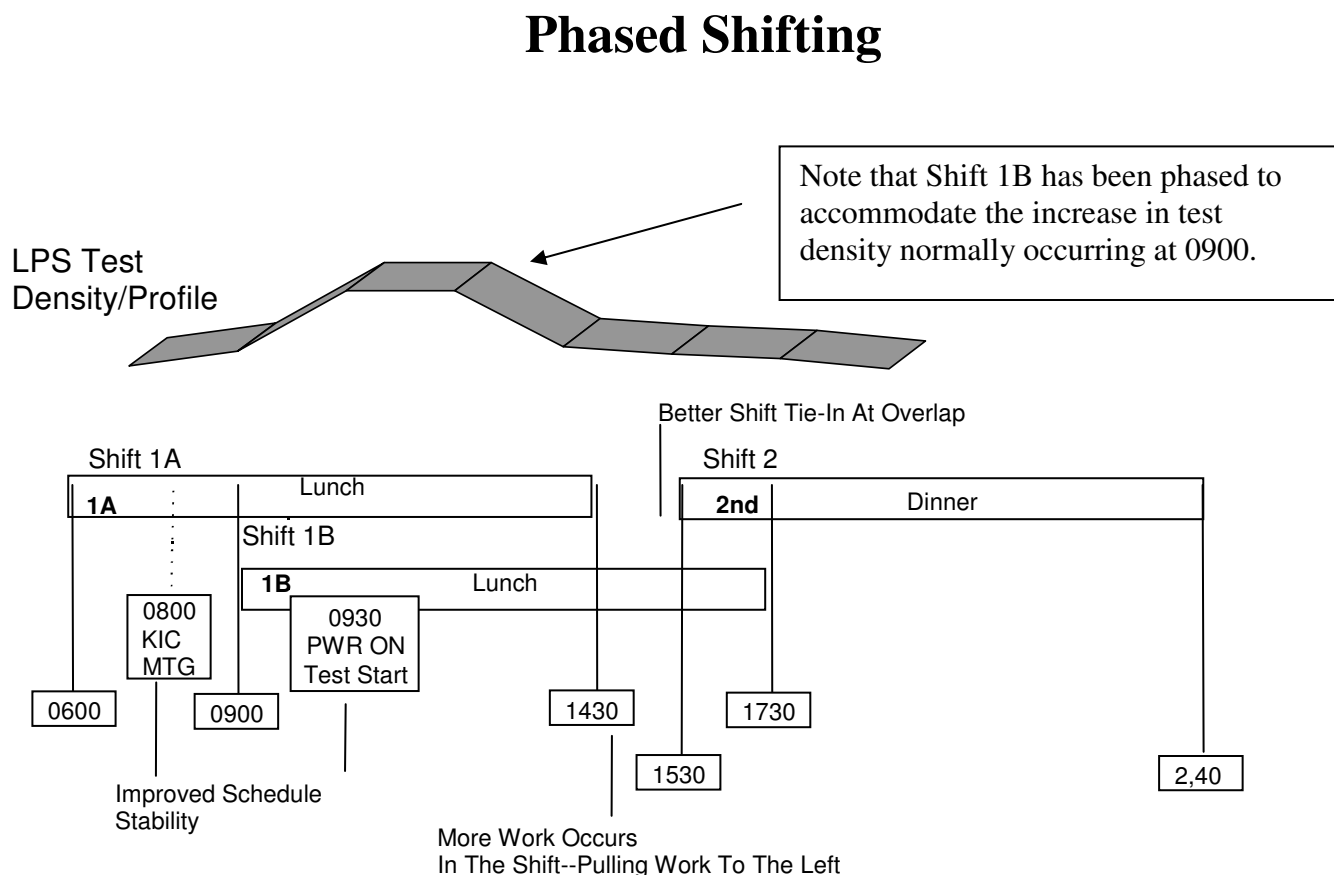 Phased Shifting
Note that Shift 1B has been phased to
accommodate the increase in test
density normally occurring at 0900.
LPS Test
Density/Profile
Better Shift Tie-In At Overlap
Shift 1A
Shift 2
Lunch
1A
2nd
Dinner
Shift 1B
1B
Lunch
0800
KIC
MTG
0930
PWR ON
Test Start
0600
0900
1430
1730
1530
2,40
Improved Schedule
Stability
More Work Occurs
In The Shift--Pulling Work To The Left